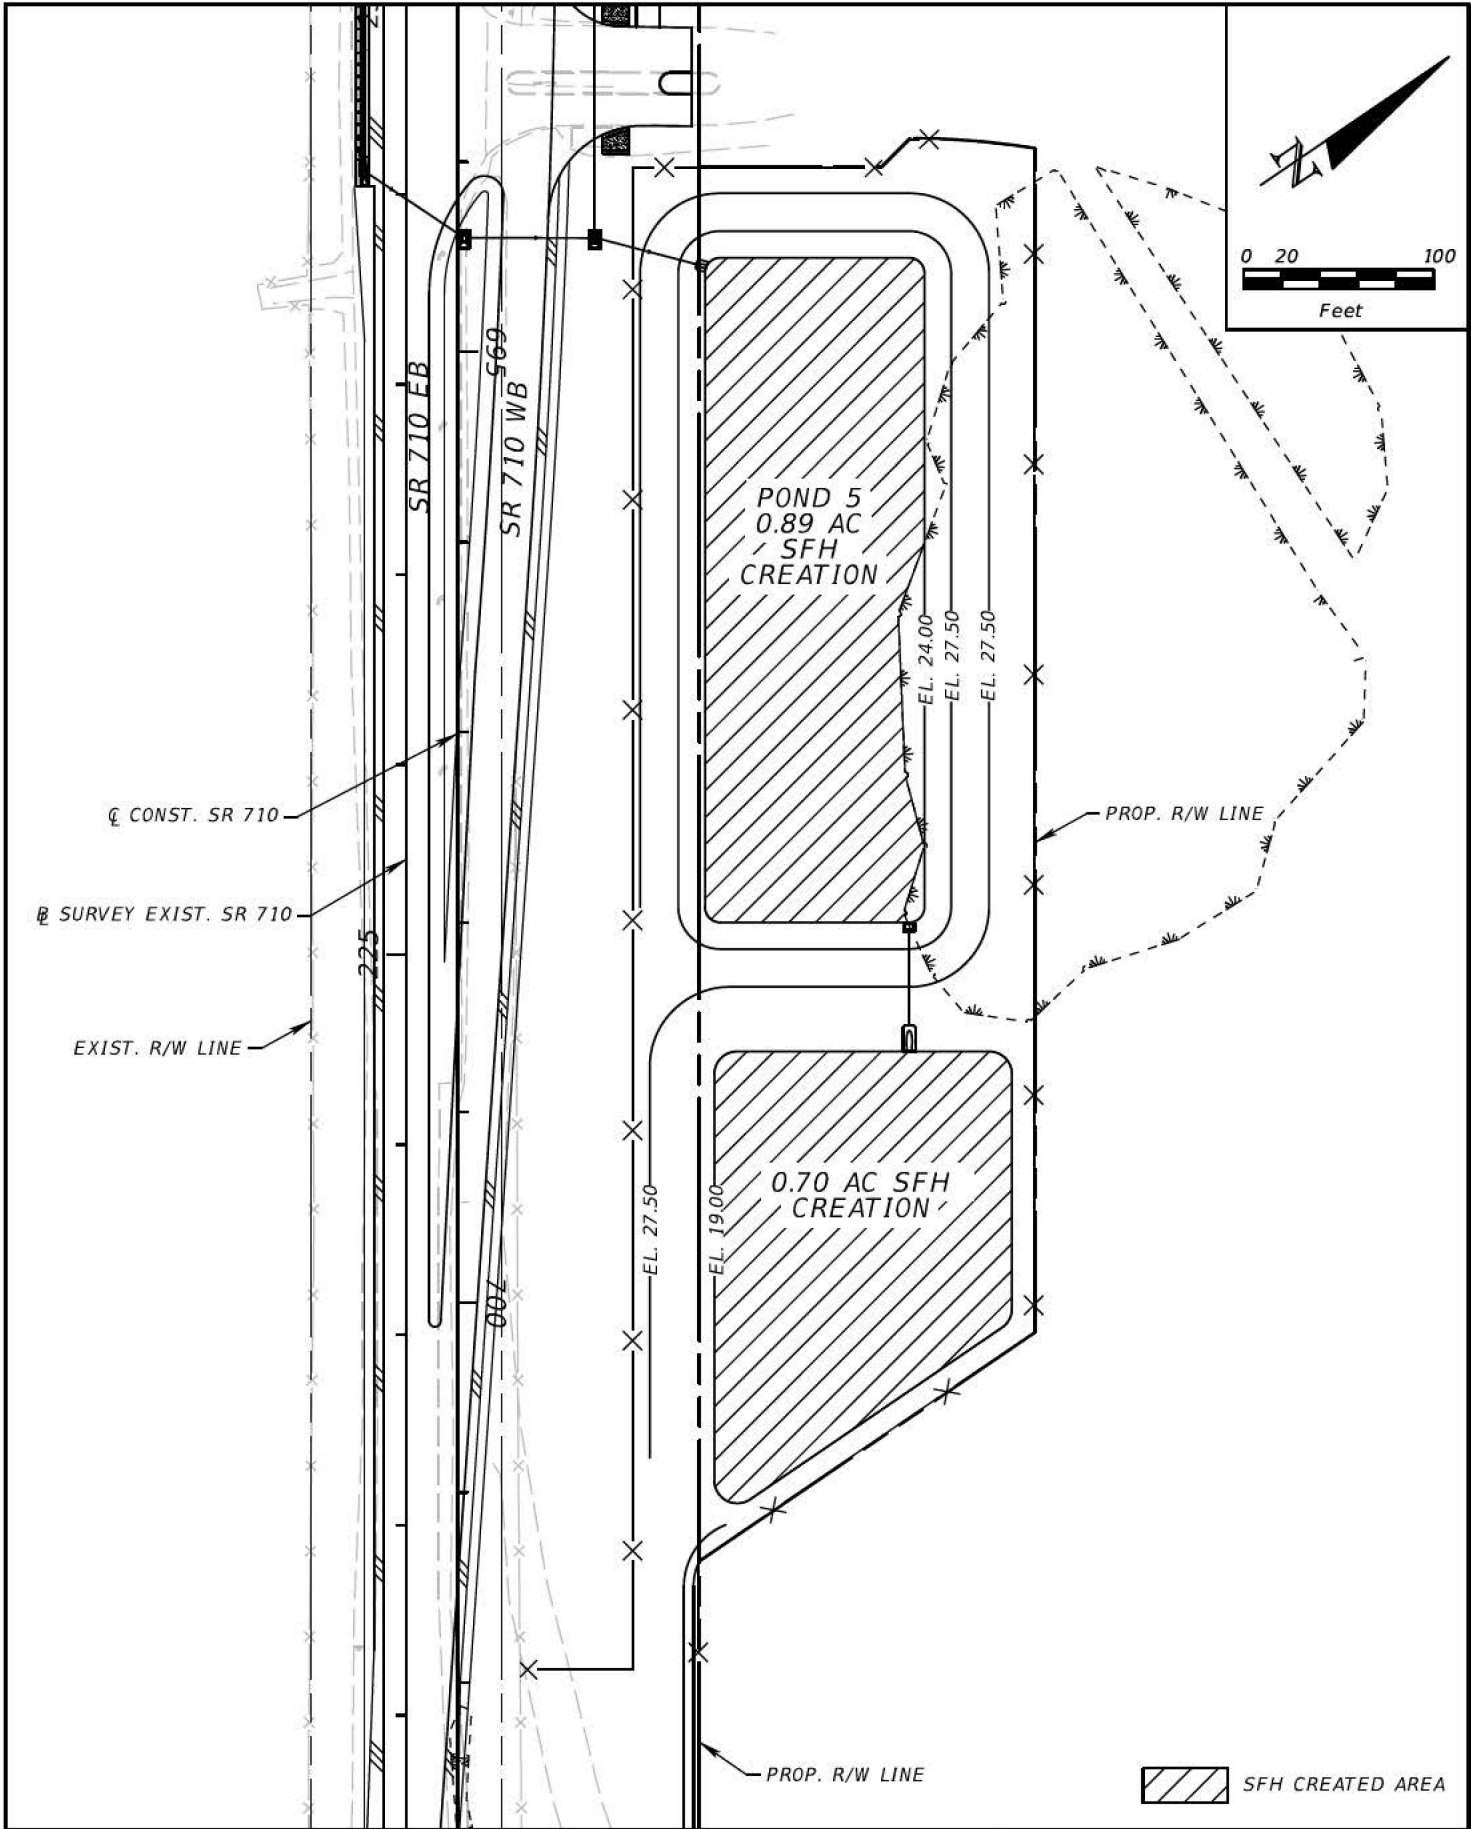 N
0 20 100
Feet
695
SR 710 EB
SR 710 WB
POND 5
0.89 AC
SFH
CREATION
EL. 24.00
EL. 27.50
EL. 27.50
℄ CONST. SR 710
PROP. R/W LINE
B SURVEY EXIST. SR 710
225
EXIST. R/W LINE
0.70 AC SFH
CREATION
EL. 27.50
EL. 19.00
700
PROP. R/W LINE
SFH CREATED AREA